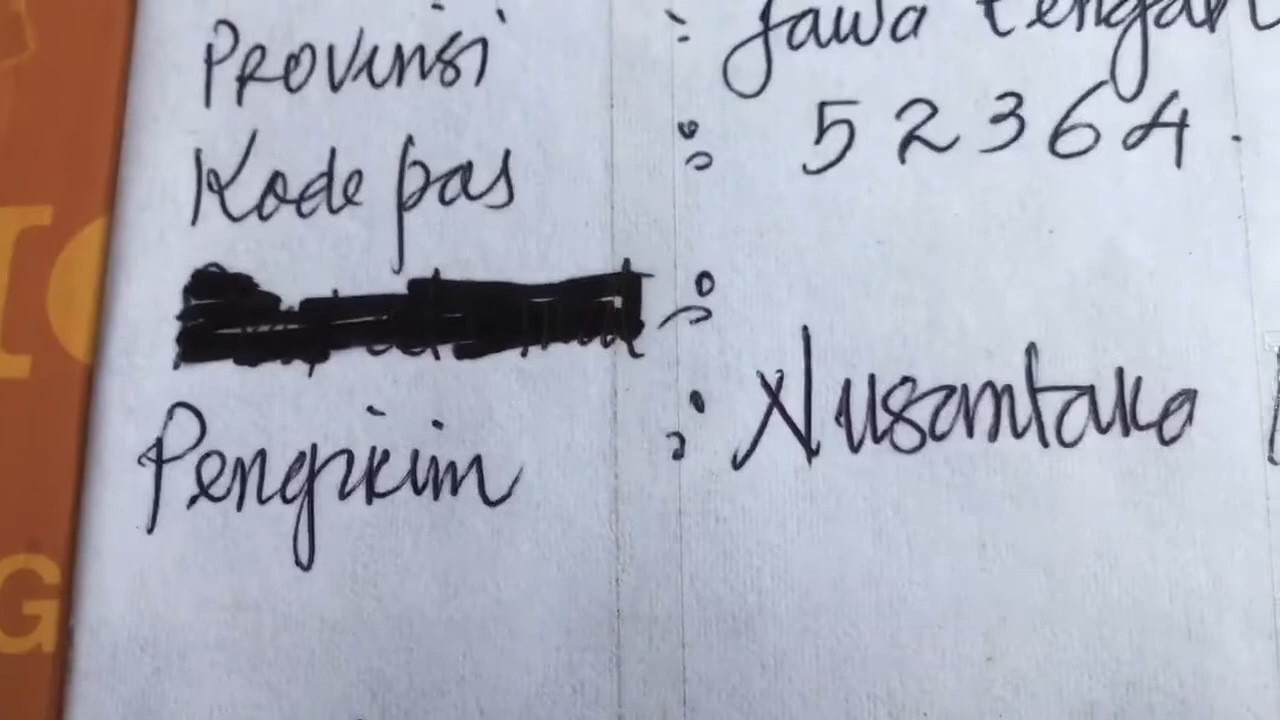 Provinsi : Jawa tengah
Kode pos : 52364.
:
Pengirim : Nusantara
G